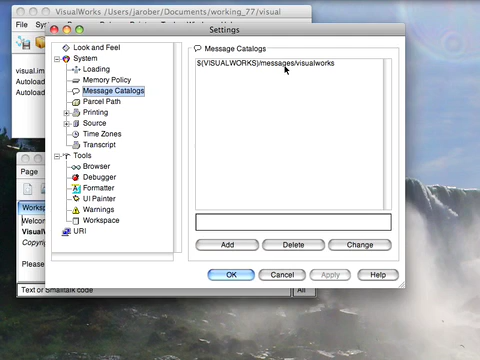 VisualWorks /Users/jarober/Documents/working_77/visual
File
visual.im
Autoload
Autoload
Page
Works
Welcom
Visual
Copyri
Please
Text or Smalltalk code
All
Settings
Look and Feel
System
Loading
Memory Policy
Message Catalogs
Parcel Path
Printing
Source
Time Zones
Transcript
Tools
Browser
Debugger
Formatter
UI Painter
Warnings
Workspace
URI
Message Catalogs
$(VISUALWORKS)/messages/visualworks
Add
Delete
Change
OK
Cancel
Apply
Help